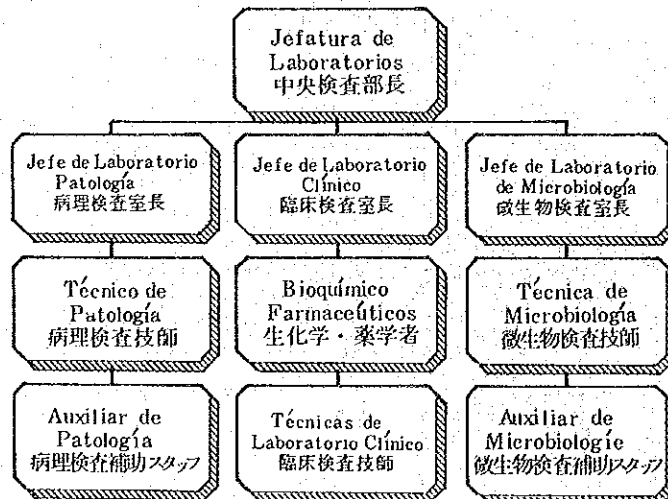 Jefatura de
Laboratorios
中央検査部長
Jefe de Laboratorio
Patología
病理検査室長
Jefe de Laboratorio
Clínico
臨床検査室長
Jefe de Laboratorio
de Microbiología
微生物検査室長
Técnico de
Patología
病理検査技師
Bioquímico
Farmaceúticos
生化学・薬学者
Técnica de
Microbiología
微生物検査技師
Auxiliar de
Patología
病理検査補助スタッフ
Técnicas de
Laboratorio Clínico
臨床検査技師
Auxiliar de
Microbiologíe
微生物検査補助スタッフ